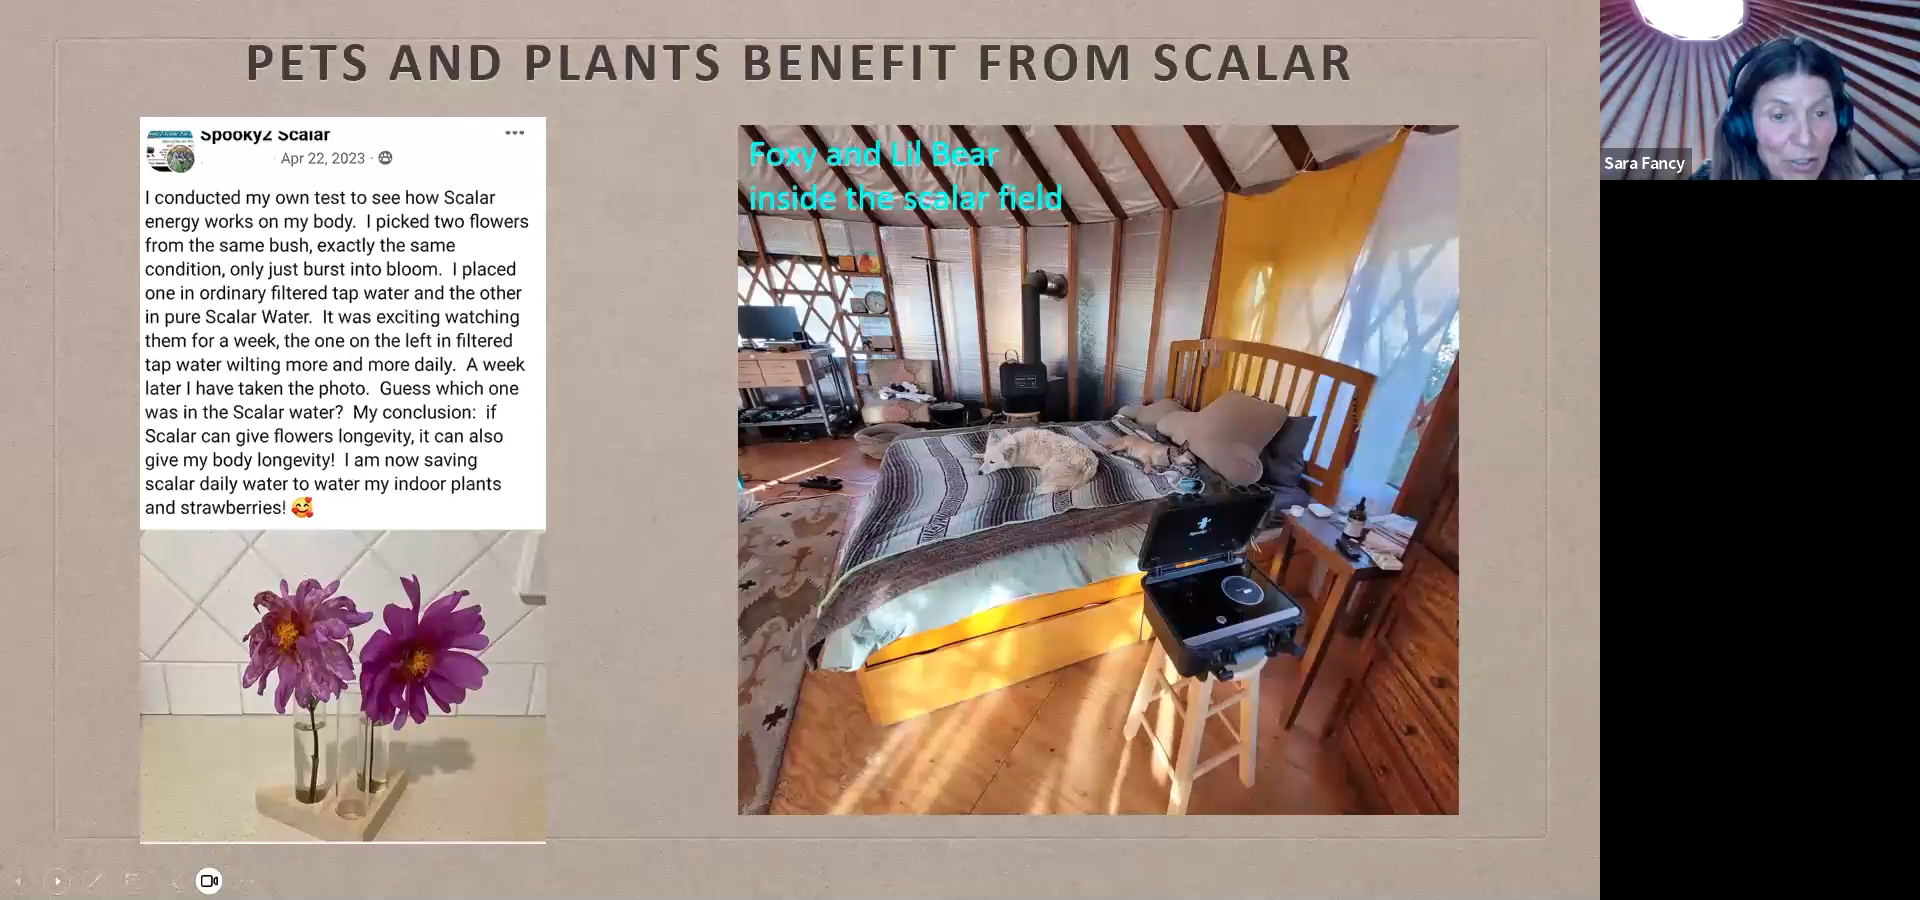 PETS AND PLANTS BENEFIT FROM SCALAR
Spooky2 Scalar
Apr 22, 2023 ·
I conducted my own test to see how Scalar
energy works on my body. I picked two flowers
from the same bush, exactly the same
condition, only just burst into bloom. I placed
one in ordinary filtered tap water and the other
in pure Scalar Water. It was exciting watching
them for a week, the one on the left in filtered
tap water wilting more and more daily. A week
later I have taken the photo. Guess which one
was in the Scalar water? My conclusion: if
Scalar can give flowers longevity, it can also
give my body longevity! I am now saving
scalar daily water to water my indoor plants
and strawberries! 🥰
Foxy and Lil Bear
inside the scalar field
Sara Fancy